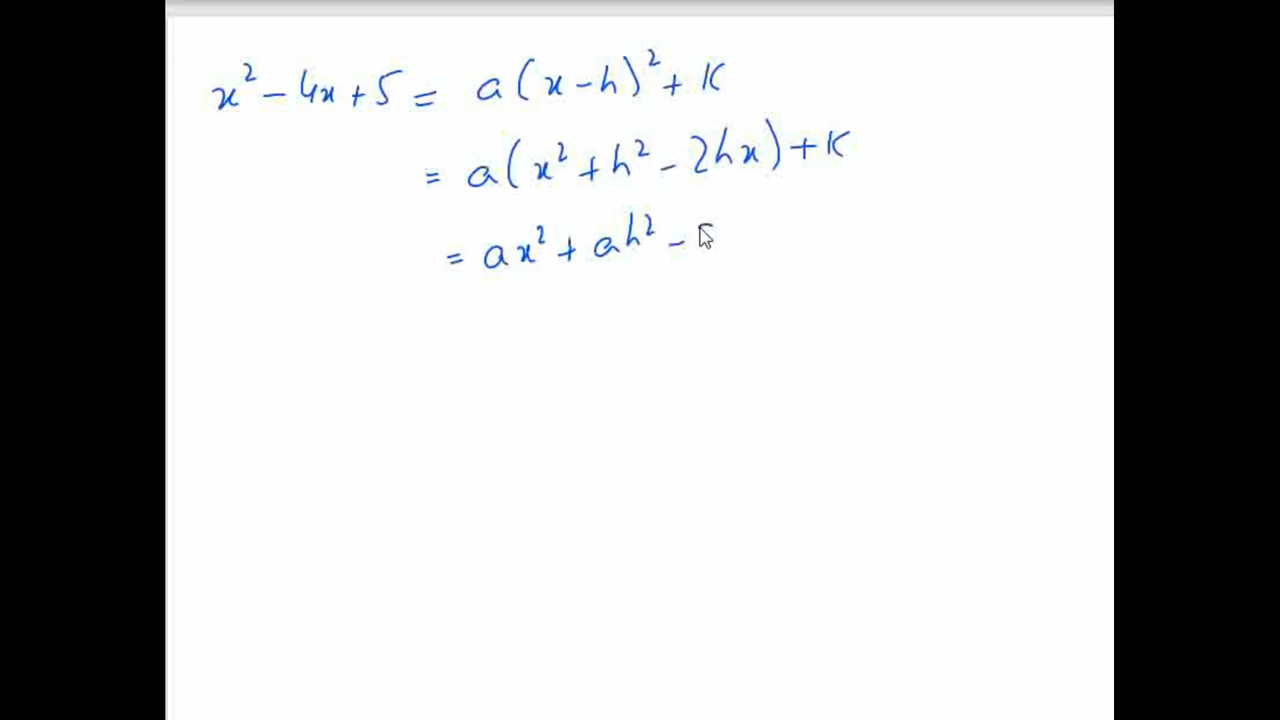 x² - 4x + 5 = a(x - h)² + K
= a(x² + h² - 2hx) + K
= ax² + ah² -